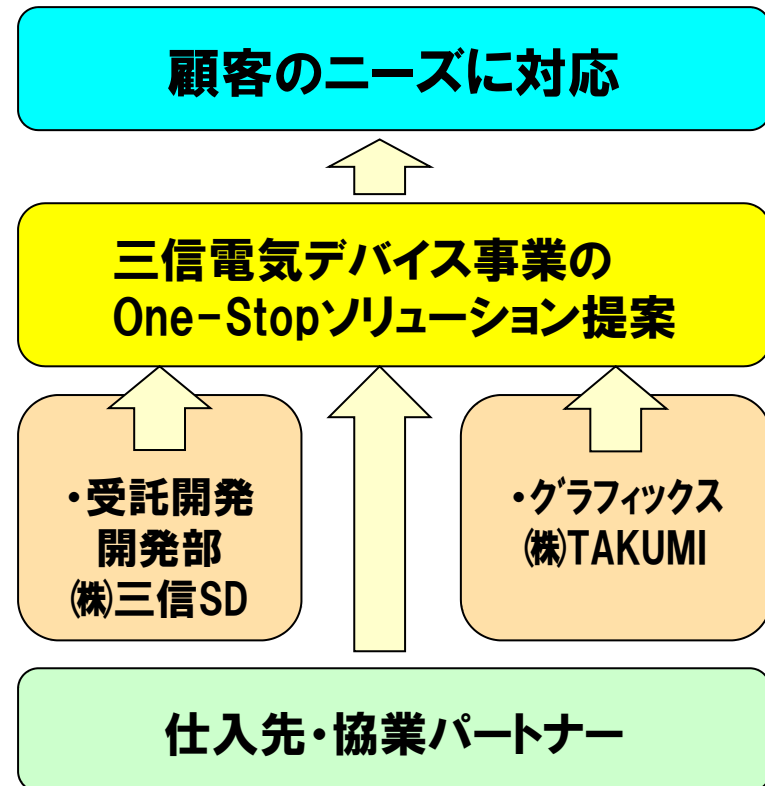 顧客のニーズに対応
三信電気デバイス事業の
One-Stopソリューション提案
・受託開発
開発部
㈱三信SD
・グラフィックス
㈱TAKUMI
仕入先・協業パートナー